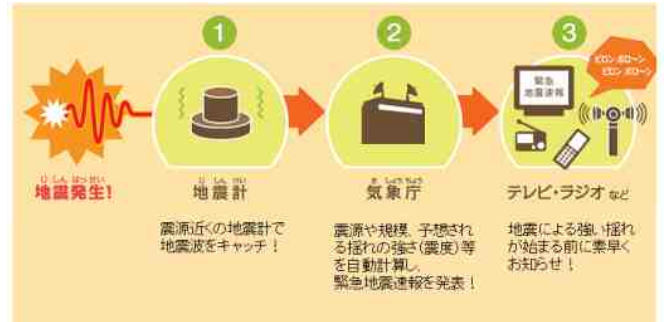 1
2
3
ピロン・ポローン
ピロン・ポローン
緊急
地震速報
じしんはっせい
地震発生!
じしんけい
地震計
きしょうちょう
気象庁
テレビ・ラジオなど
震源近くの地震計で
地震波をキャッチ!
震源や規模、予想され
る揺れの強さ(震度)等
を自動計算し、
緊急地震速報を発表!
地震による強い揺れ
が始まる前に素早く
お知らせ!